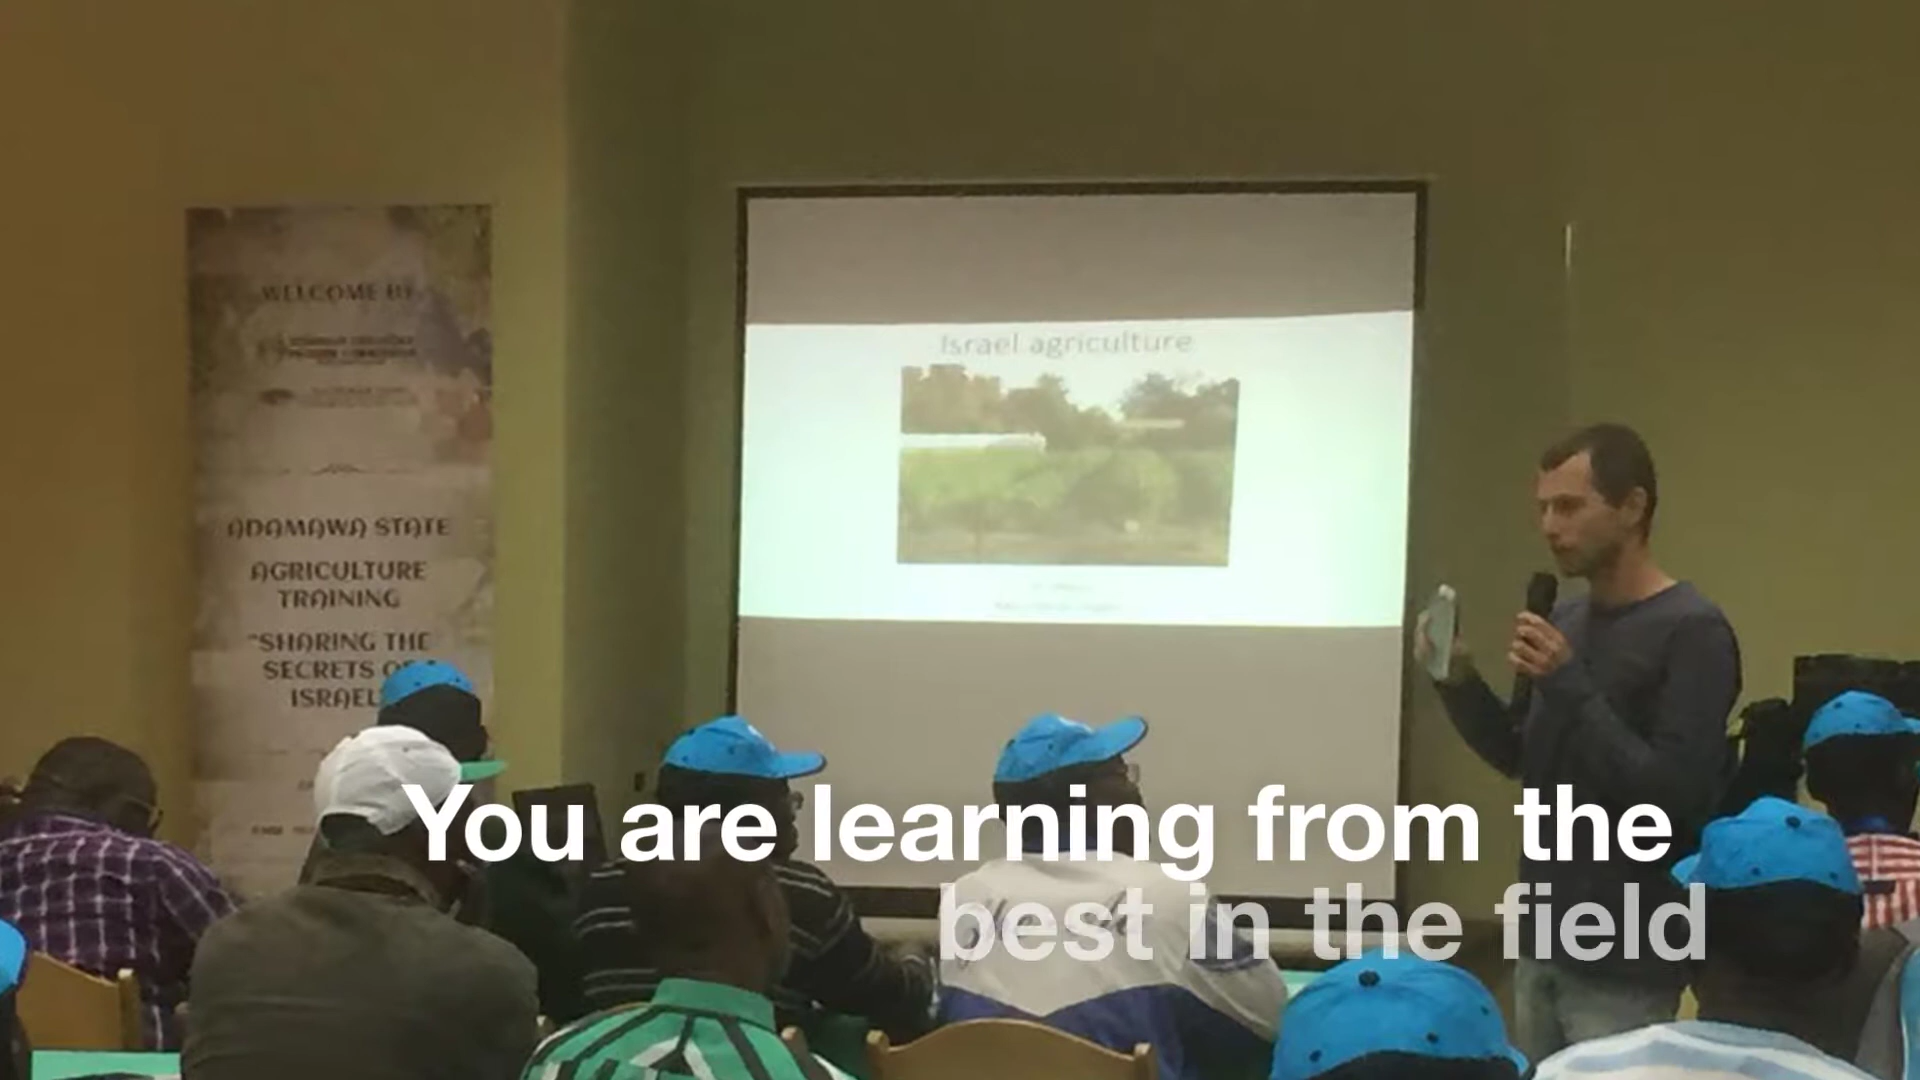 WELCOME BY
ADAMAWA STATE
AGRICULTURE
TRAINING
"SHARING THE
SECRETS OF
ISRAEL
Israel agriculture
You are learning from the
best in the field